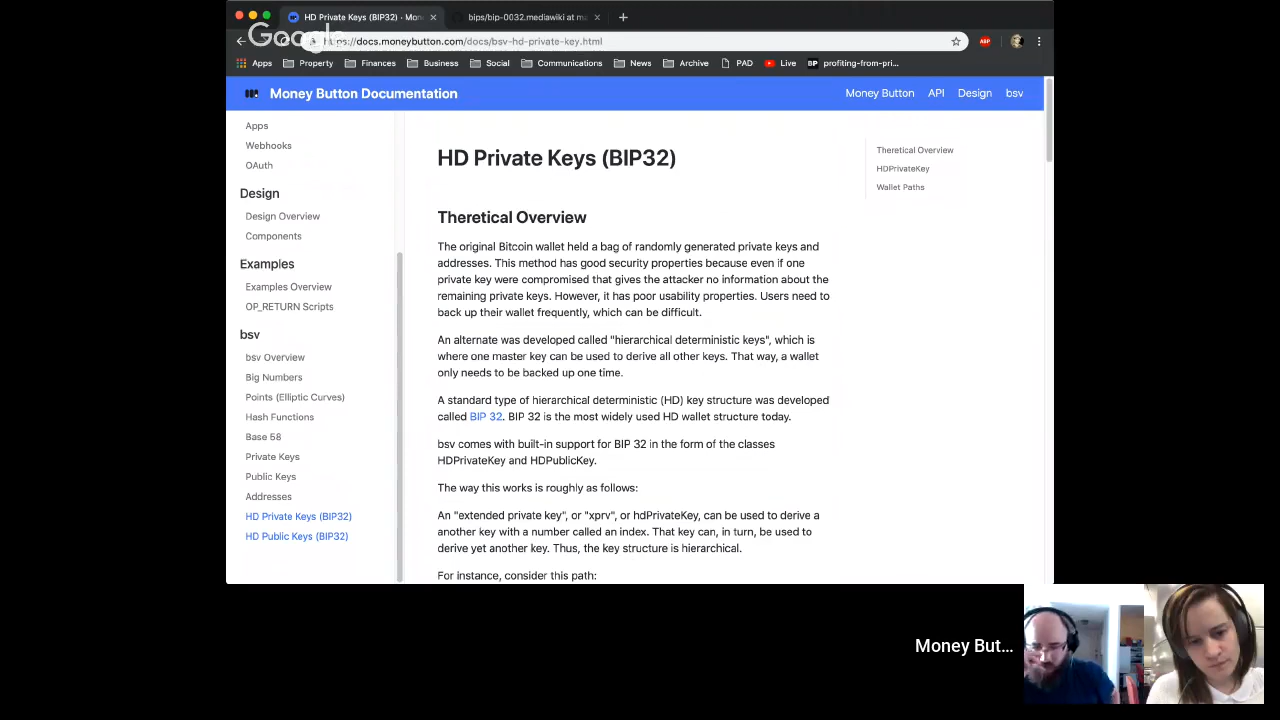 HD Private Keys (BIP32) · Mon
bips/bip-0032.mediawiki at ma
Google
https://docs.moneybutton.com/docs/bsv-hd-private-key.html
ABP
Apps Property Finances Business Social Communications News Archive PAD Live BP profiting-from-pri...
Money Button Documentation
Money Button API Design bsv
Apps
Webhooks
OAuth
Design
Design Overview
Components
Examples
Examples Overview
OP_RETURN Scripts
bsv
bsv Overview
Big Numbers
Points (Elliptic Curves)
Hash Functions
Base 58
Private Keys
Public Keys
Addresses
HD Private Keys (BIP32)
HD Public Keys (BIP32)
HD Private Keys (BIP32)
Theretical Overview
The original Bitcoin wallet held a bag of randomly generated private keys and
addresses. This method has good security properties because even if one
private key were compromised that gives the attacker no information about the
remaining private keys. However, it has poor usability properties. Users need to
back up their wallet frequently, which can be difficult.
An alternate was developed called "hierarchical deterministic keys", which is
where one master key can be used to derive all other keys. That way, a wallet
only needs to be backed up one time.
A standard type of hierarchical deterministic (HD) key structure was developed
called BIP 32. BIP 32 is the most widely used HD wallet structure today.
bsv comes with built-in support for BIP 32 in the form of the classes
HDPrivateKey and HDPublicKey.
The way this works is roughly as follows:
An "extended private key", or "xprv", or hdPrivateKey, can be used to derive a
another key with a number called an index. That key can, in turn, be used to
derive yet another key. Thus, the key structure is hierarchical.
For instance, consider this path:
Theretical Overview
HDPrivateKey
Wallet Paths
Money But...